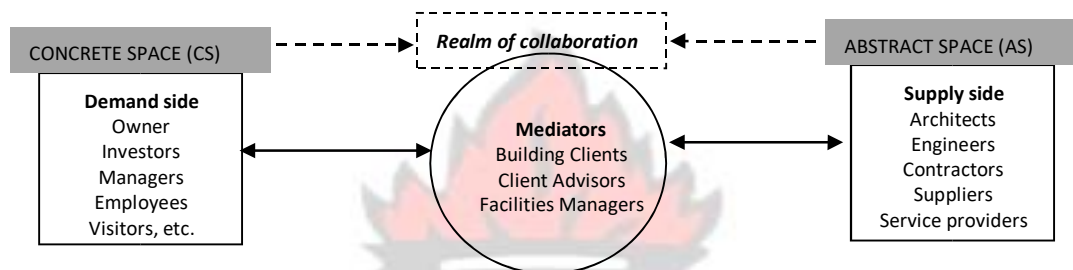 CONCRETE SPACE (CS)
Demand side
Owner
Investors
Managers
Employees
Visitors, etc.
Realm of collaboration
Mediators
Building Clients
Client Advisors
Facilities Managers
ABSTRACT SPACE (AS)
Supply side
Architects
Engineers
Contractors
Suppliers
Service providers